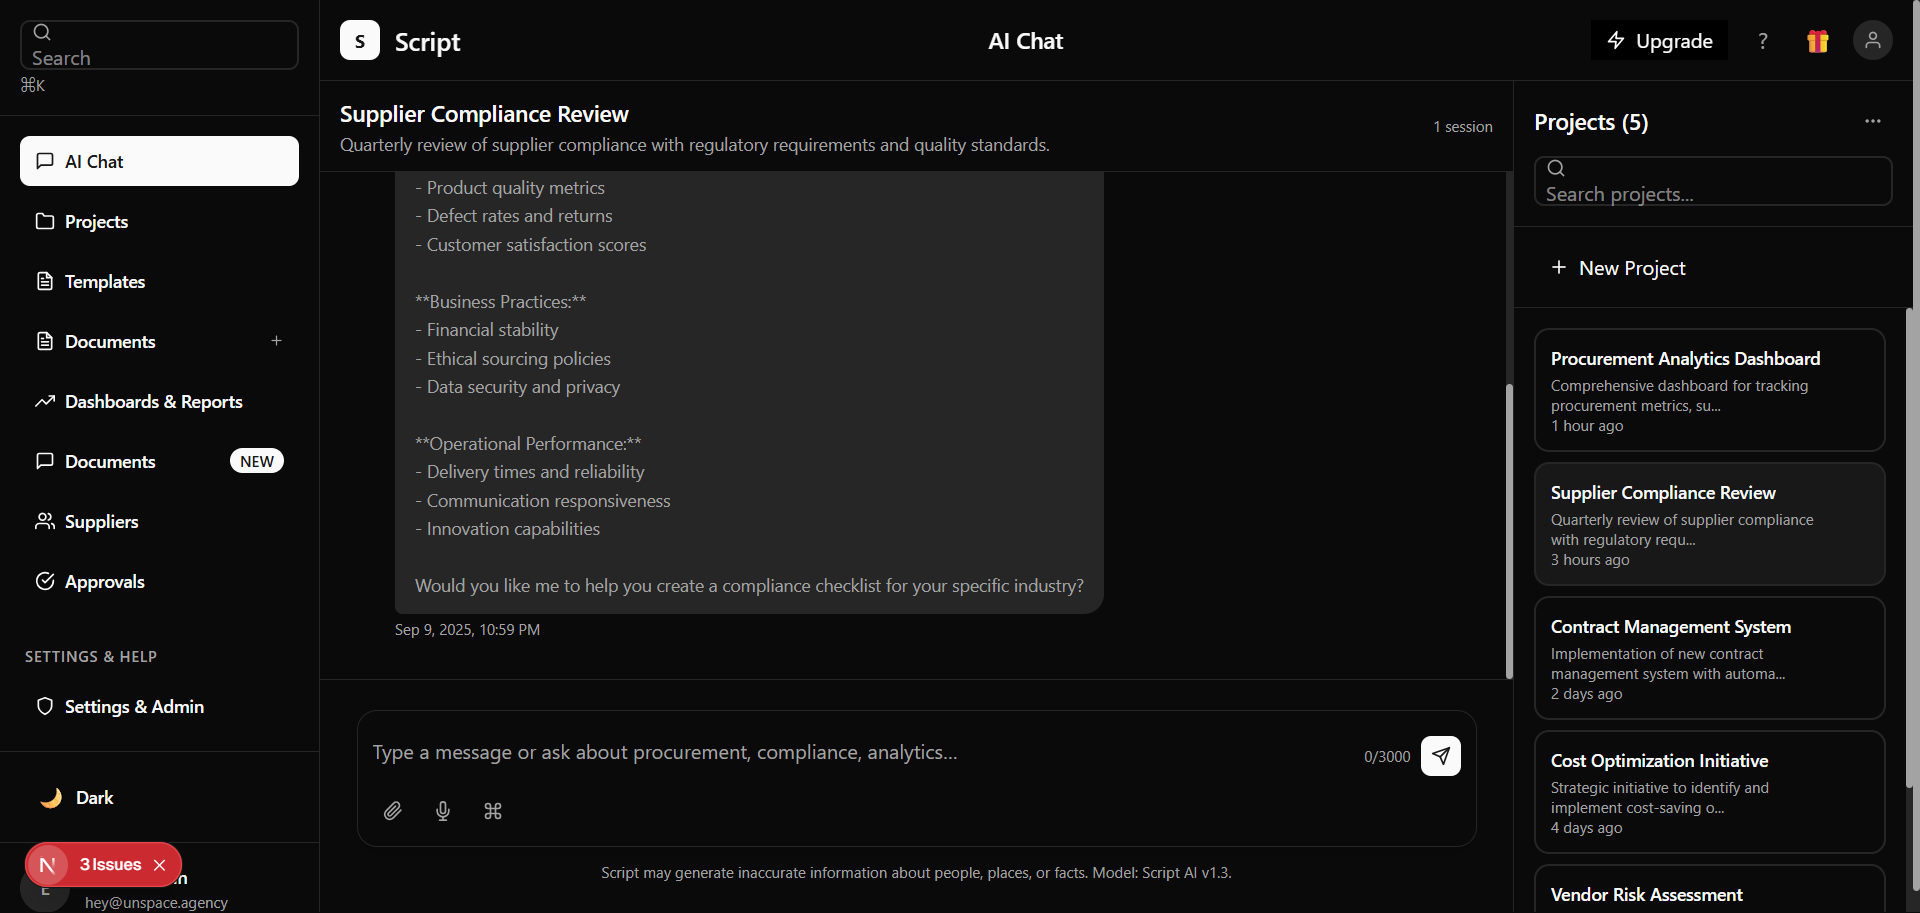 Search
⌘K
AI Chat
Projects
Templates
Documents +
Dashboards & Reports
Documents NEW
Suppliers
Approvals
SETTINGS & HELP
Settings & Admin
Dark
N 3 Issues
hey@unspace.agency
S Script
AI Chat
Upgrade
?
Supplier Compliance Review
Quarterly review of supplier compliance with regulatory requirements and quality standards.
1 session
- Product quality metrics
- Defect rates and returns
- Customer satisfaction scores
**Business Practices:**
- Financial stability
- Ethical sourcing policies
- Data security and privacy
**Operational Performance:**
- Delivery times and reliability
- Communication responsiveness
- Innovation capabilities
Would you like me to help you create a compliance checklist for your specific industry?
Sep 9, 2025, 10:59 PM
Type a message or ask about procurement, compliance, analytics...
0/3000
⌘
Script may generate inaccurate information about people, places, or facts. Model: Script AI v1.3.
Projects (5)
...
Search projects...
+ New Project
Procurement Analytics Dashboard
Comprehensive dashboard for tracking
procurement metrics, su...
1 hour ago
Supplier Compliance Review
Quarterly review of supplier compliance
with regulatory requ...
3 hours ago
Contract Management System
Implementation of new contract
management system with automa...
2 days ago
Cost Optimization Initiative
Strategic initiative to identify and
implement cost-saving o...
4 days ago
Vendor Risk Assessment